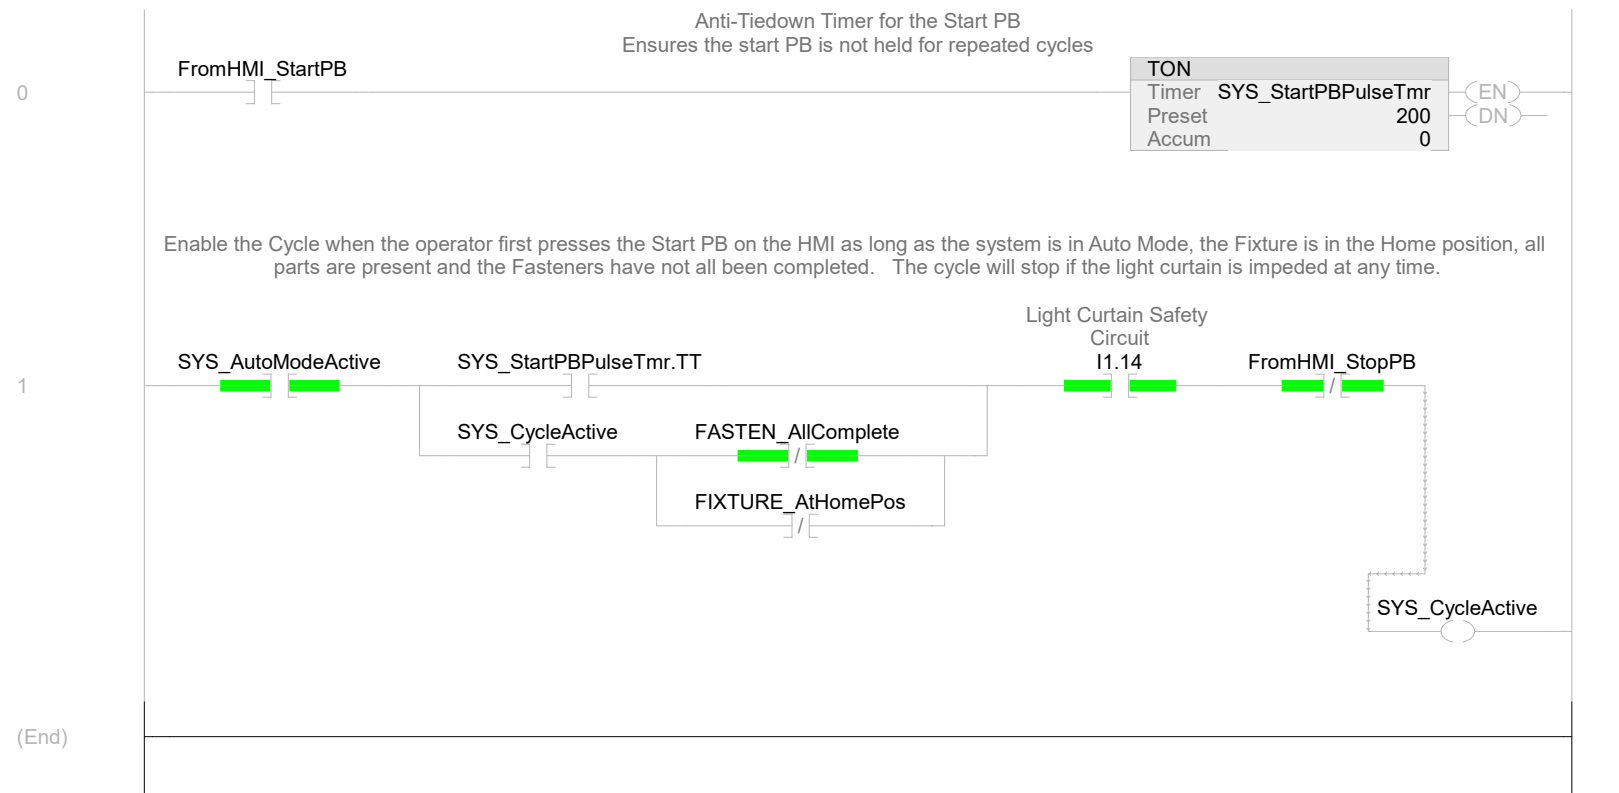 Anti-Tiedown Timer for the Start PB
Ensures the start PB is not held for repeated cycles
0
FromHMI_StartPB
TON
Timer SYS_StartPBPulseTmr
Preset 200
Accum 0
EN
DN
Enable the Cycle when the operator first presses the Start PB on the HMI as long as the system is in Auto Mode, the Fixture is in the Home position, all
parts are present and the Fasteners have not all been completed. The cycle will stop if the light curtain is impeded at any time.
1
SYS_AutoModeActive
SYS_StartPBPulseTmr.TT
Light Curtain Safety
Circuit
I1.14
FromHMI_StopPB
/
SYS_CycleActive
FASTEN_AllComplete
/
FIXTURE_AtHomePos
/
SYS_CycleActive
(End)